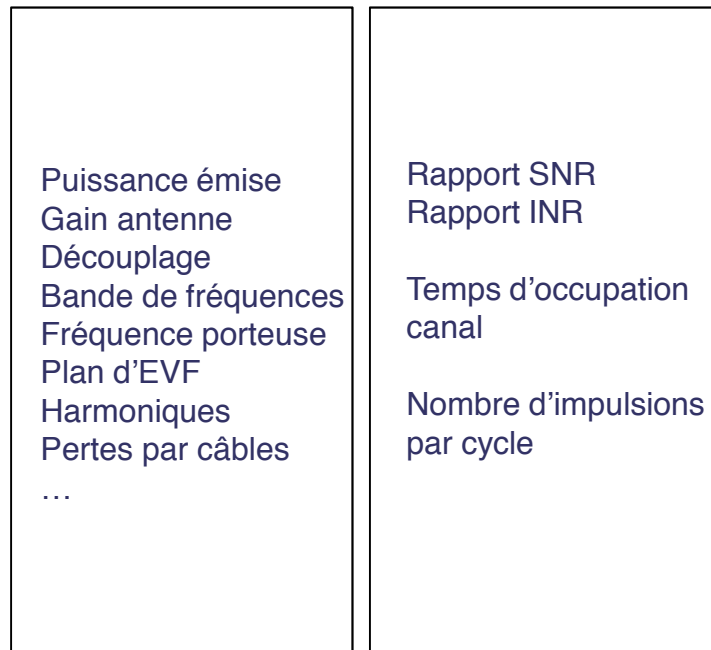 Puissance émise
Gain antenne
Découplage
Bande de fréquences
Fréquence porteuse
Plan d’EVF
Harmoniques
Pertes par câbles
…
Rapport SNR
Rapport INR
Temps d’occupation
canal
Nombre d’impulsions
par cycle